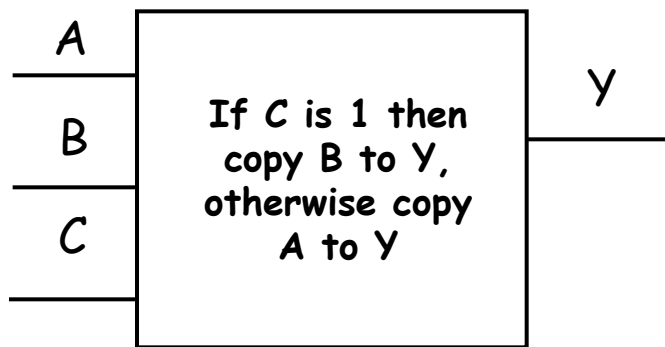 A
B
C
If C is 1 then
copy B to Y,
otherwise copy
A to Y
Y